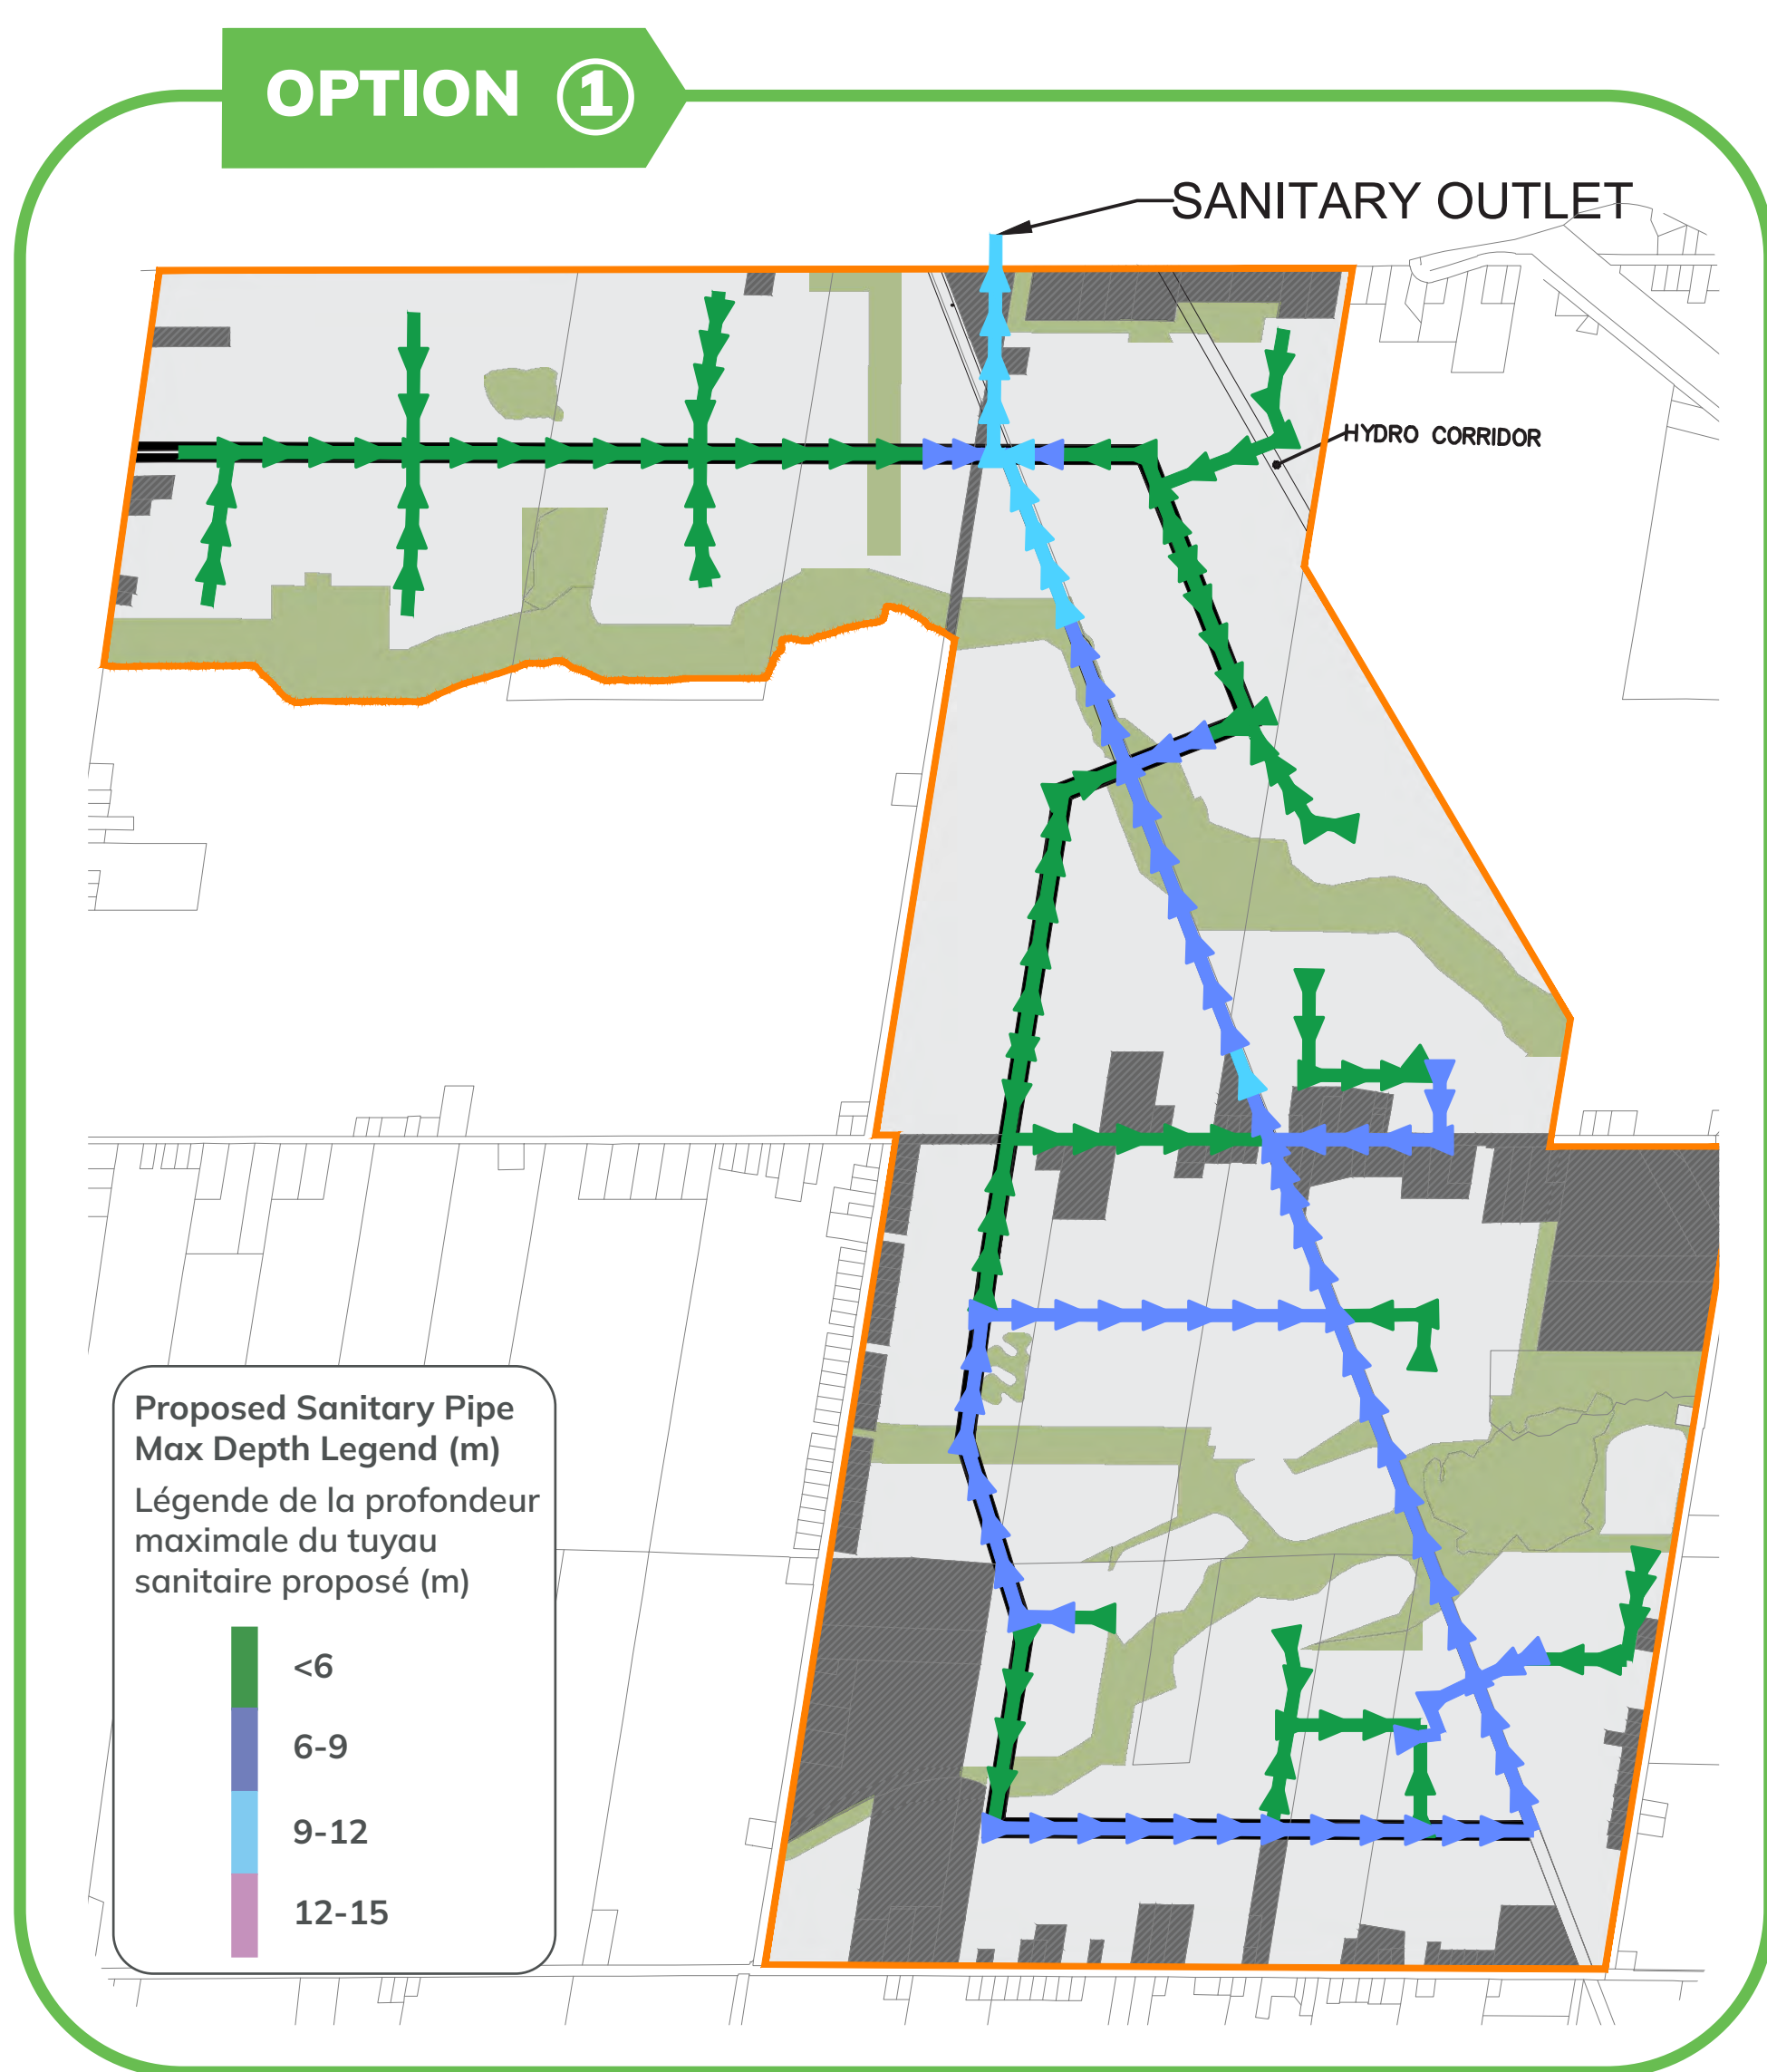 OPTION ①
SANITARY OUTLET
HYDRO CORRIDOR
Proposed Sanitary Pipe
Max Depth Legend (m)
Légende de la profondeur
maximale du tuyau
sanitaire proposé (m)
<6
6-9
9-12
12-15